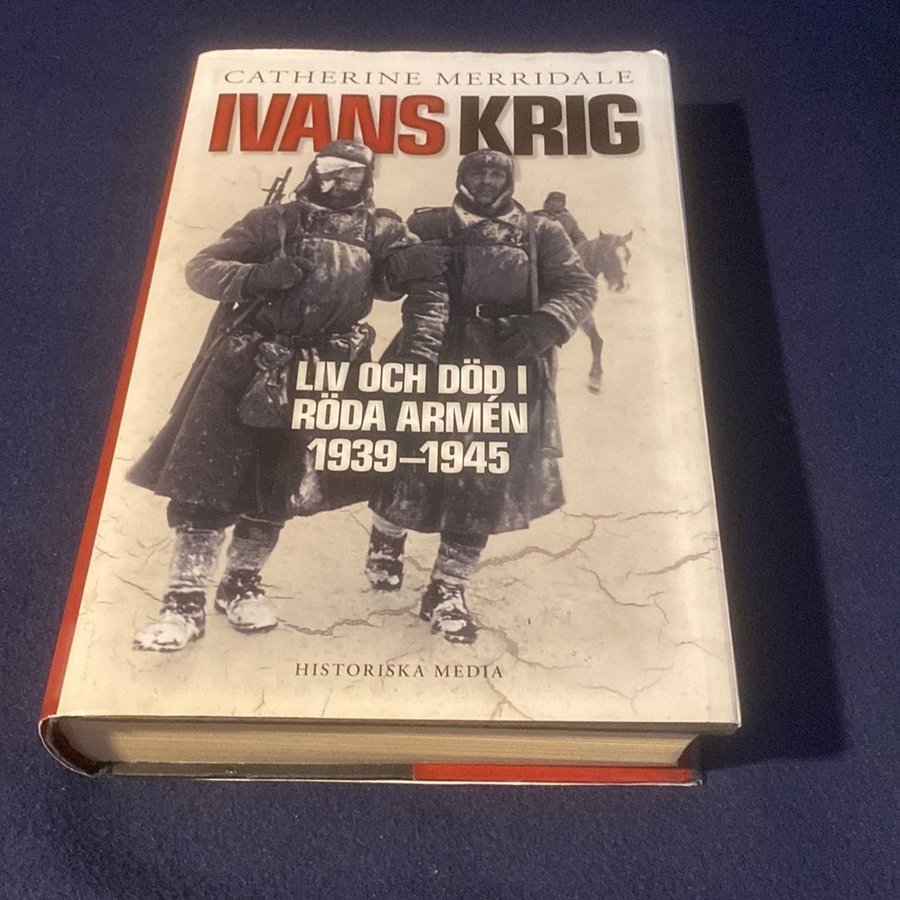 CATHERINE MERRIDALE
IVANS KRIG
LIV OCH DÖD I
RÖDA ARMÉN
1939–1945
HISTORISKA MEDIA